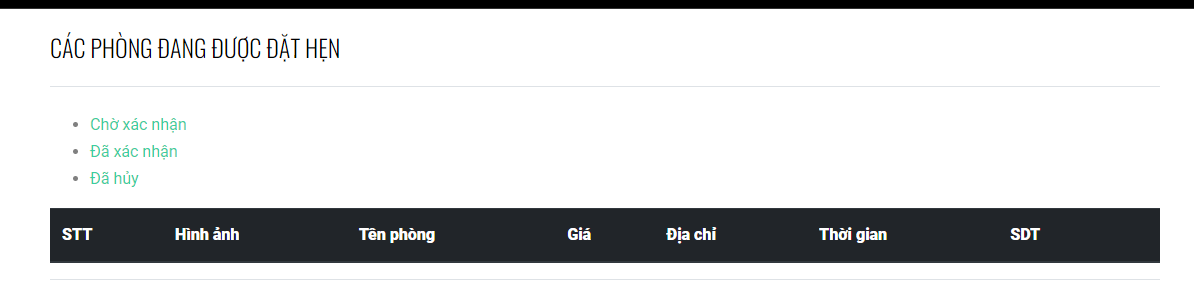 CÁC PHÒNG ĐANG ĐƯỢC ĐẶT HẸN
Chờ xác nhận
Đã xác nhận
Đã hủy
STT Hình ảnh Tên phòng Giá Địa chỉ Thời gian SDT